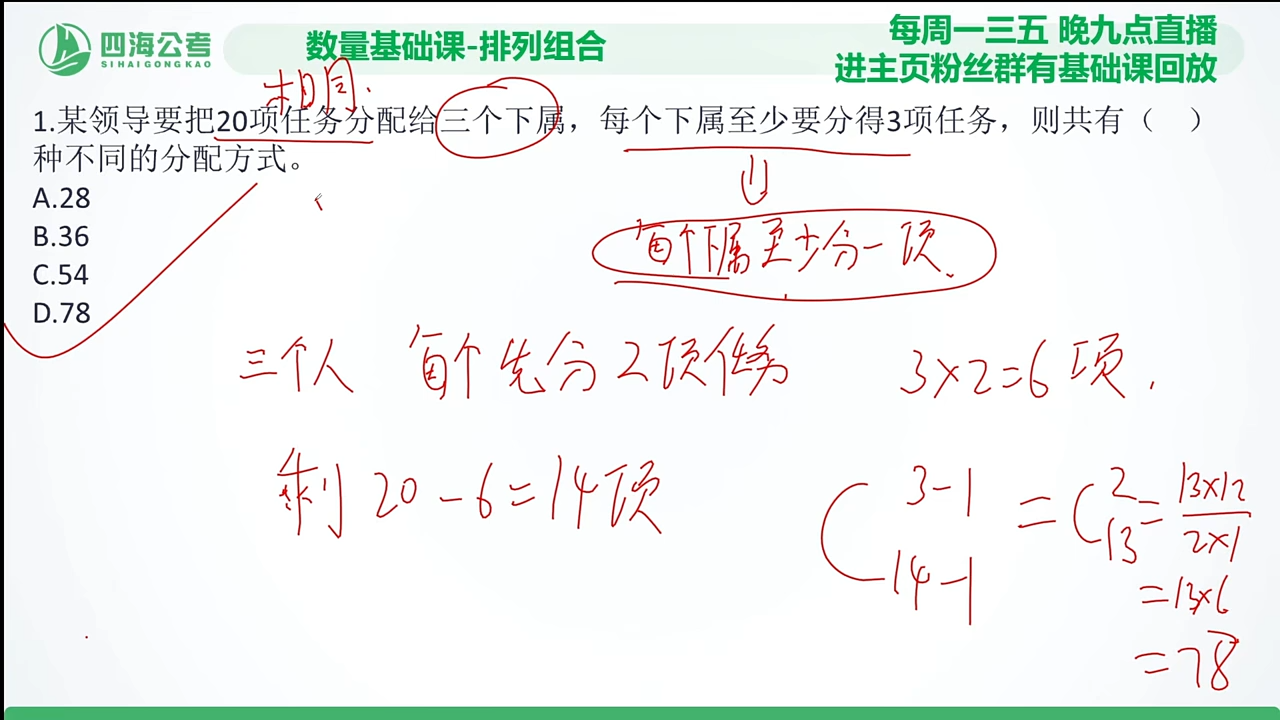 四海公考
SIHAIGONGKAO
数量基础课-排列组合
每周一三五 晚九点直播
进主页粉丝群有基础课回放
相同.
1.某领导要把20项任务分配给三个下属，每个下属至少要分得3项任务，则共有（ ）
种不同的分配方式。
A.28
B.36
C.54
D.78
每个下属至少分一项.
三个人 每个先分2项任务 3×2=6项.
剩20-6=14项
C 3-1 14-1 = C 2 13 = 13×12 2×1
=13×6
=78